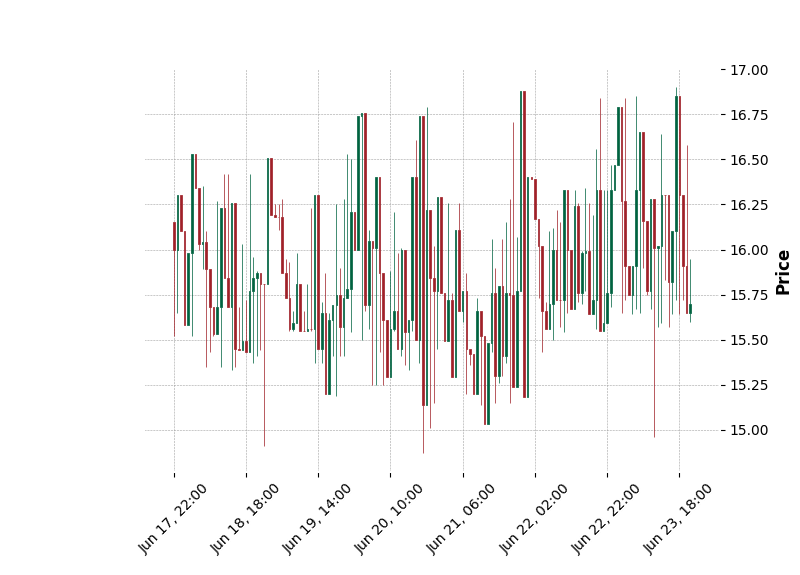 17.00
16.75
16.50
16.25
16.00
15.75
15.50
15.25
15.00
Price
Jun 17, 22:00
Jun 18, 18:00
Jun 19, 14:00
Jun 20, 10:00
Jun 21, 06:00
Jun 22, 02:00
Jun 22, 22:00
Jun 23, 18:00